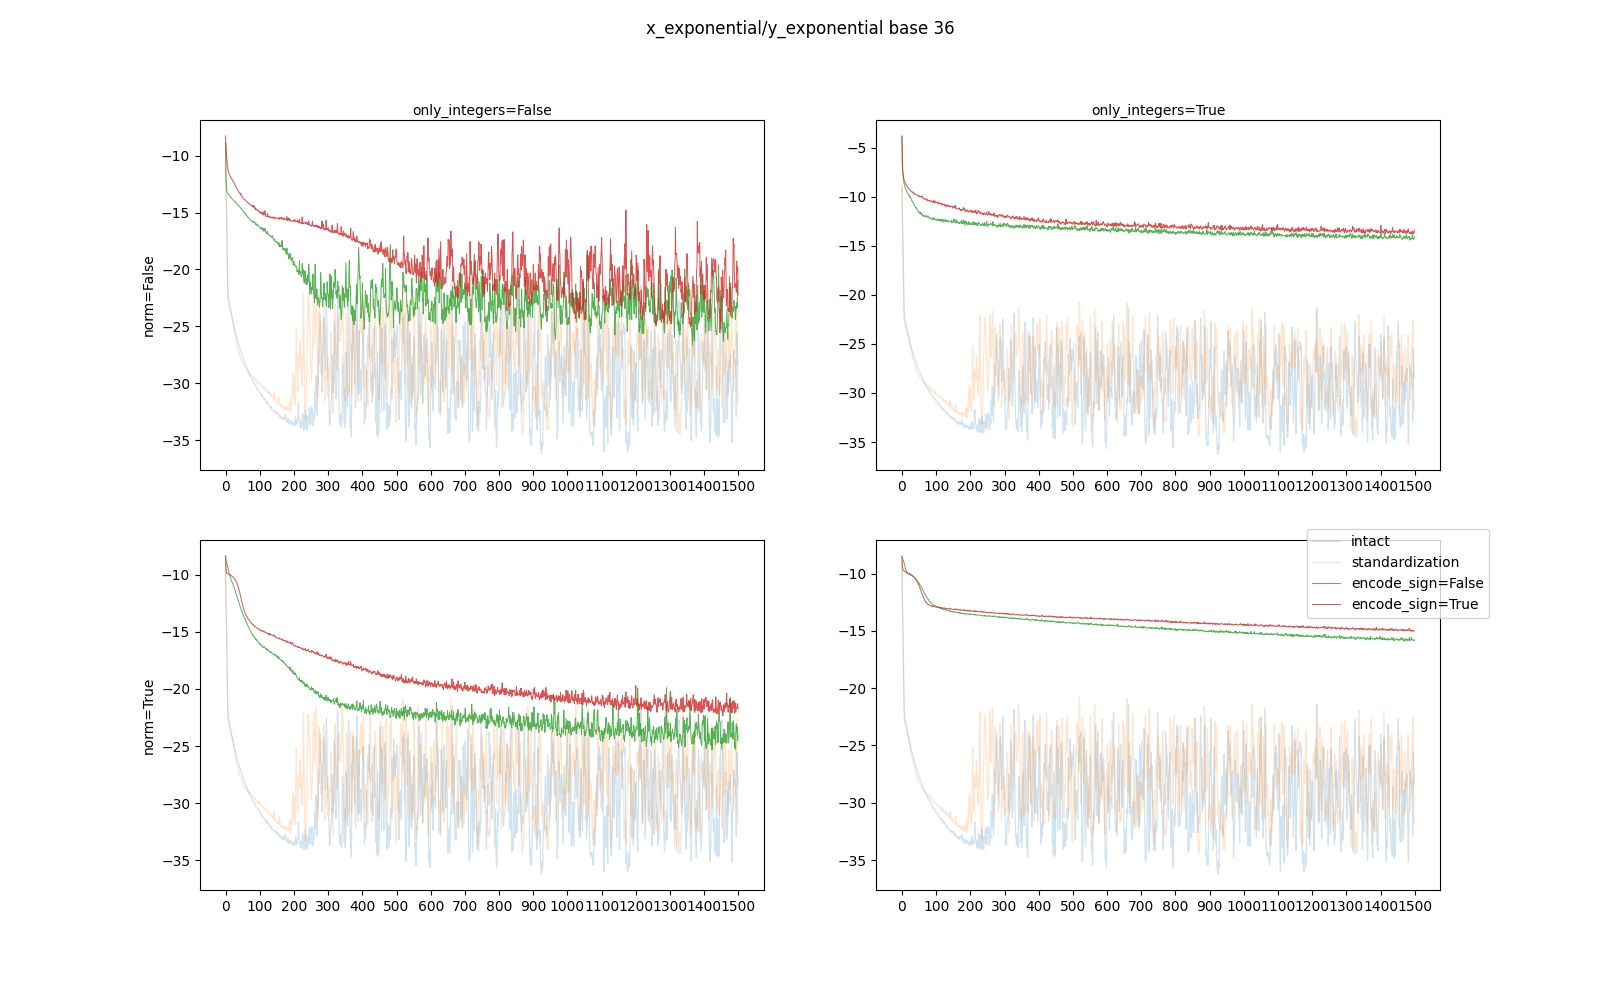 x_exponential/y_exponential base 36
only_integers=False
only_integers=True
norm=False
−10
−15
−20
−25
−30
−35
0 100 200 300 400 500 600 700 800 900 1000 1100 1200 1300 1400 1500
−5
−10
−15
−20
−25
−30
−35
0 100 200 300 400 500 600 700 800 900 1000 1100 1200 1300 1400 1500
norm=True
−10
−15
−20
−25
−30
−35
0 100 200 300 400 500 600 700 800 900 1000 1100 1200 1300 1400 1500
−10
−15
−20
−25
−30
−35
0 100 200 300 400 500 600 700 800 900 1000 1100 1200 1300 1400 1500
intact
standardization
encode_sign=False
encode_sign=True